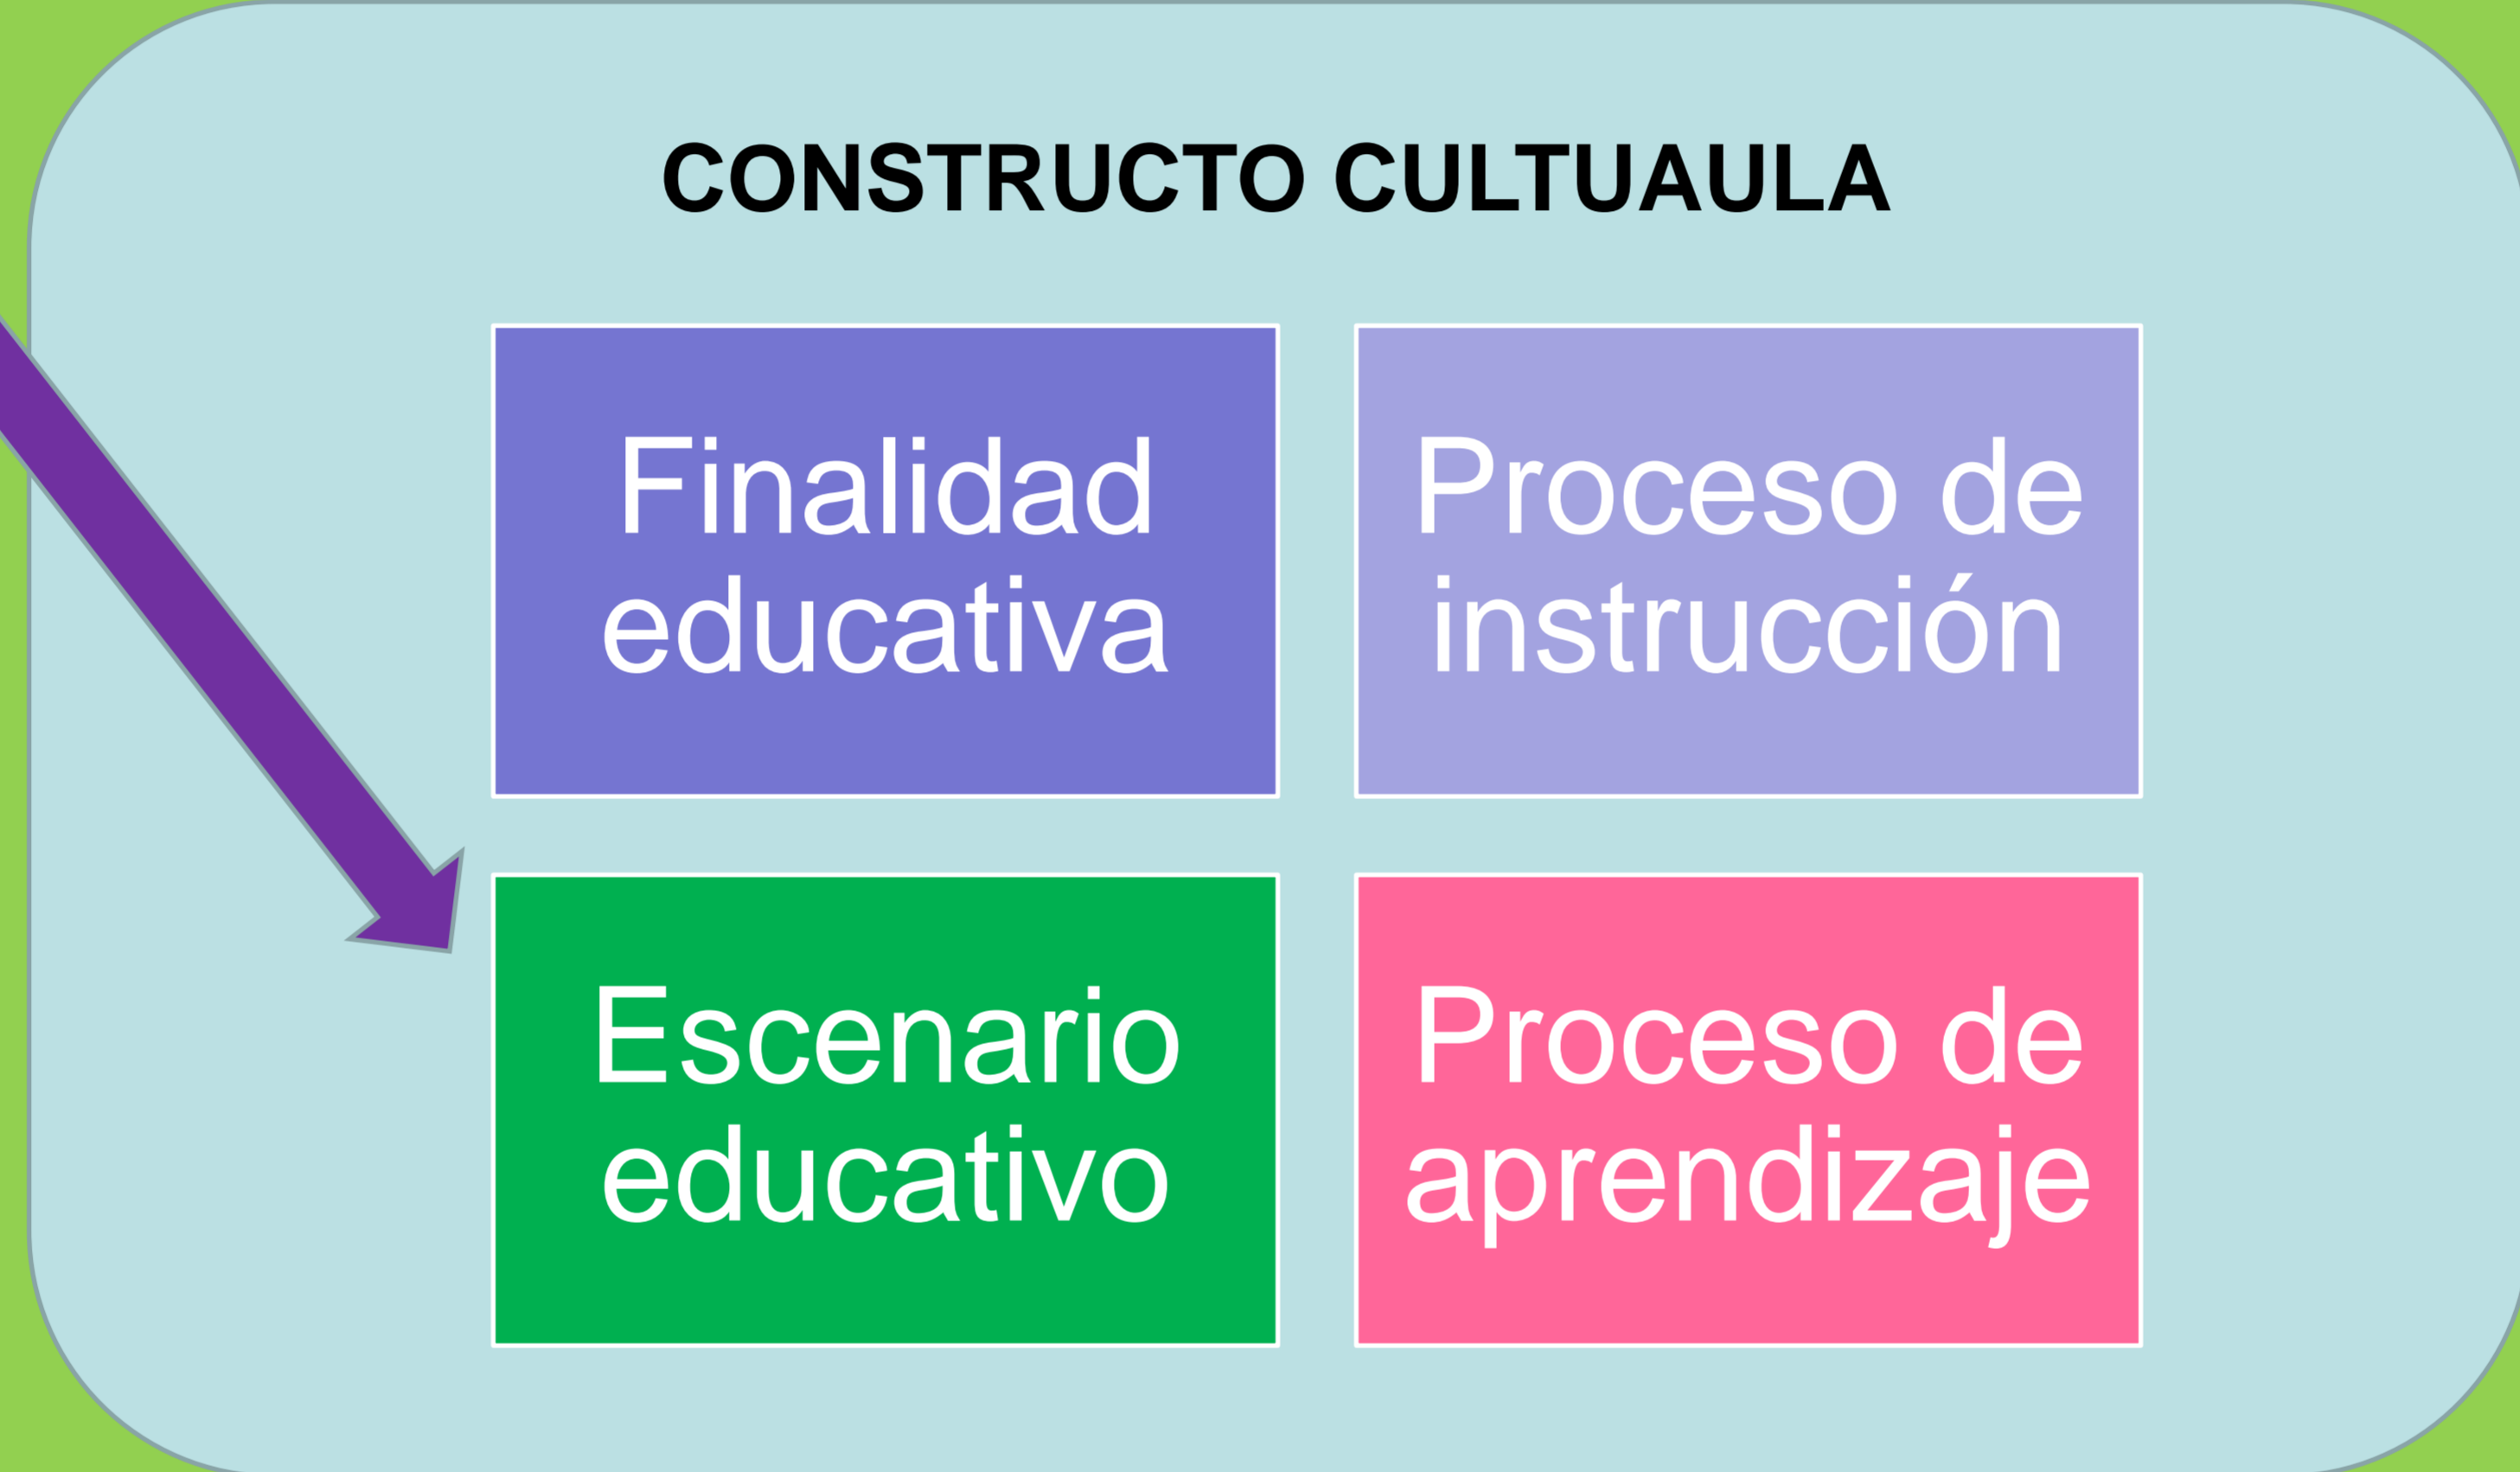 CONSTRUCTO CULTUAULA
Finalidad
educativa
Proceso de
instrucción
Escenario
educativo
Proceso de
aprendizaje